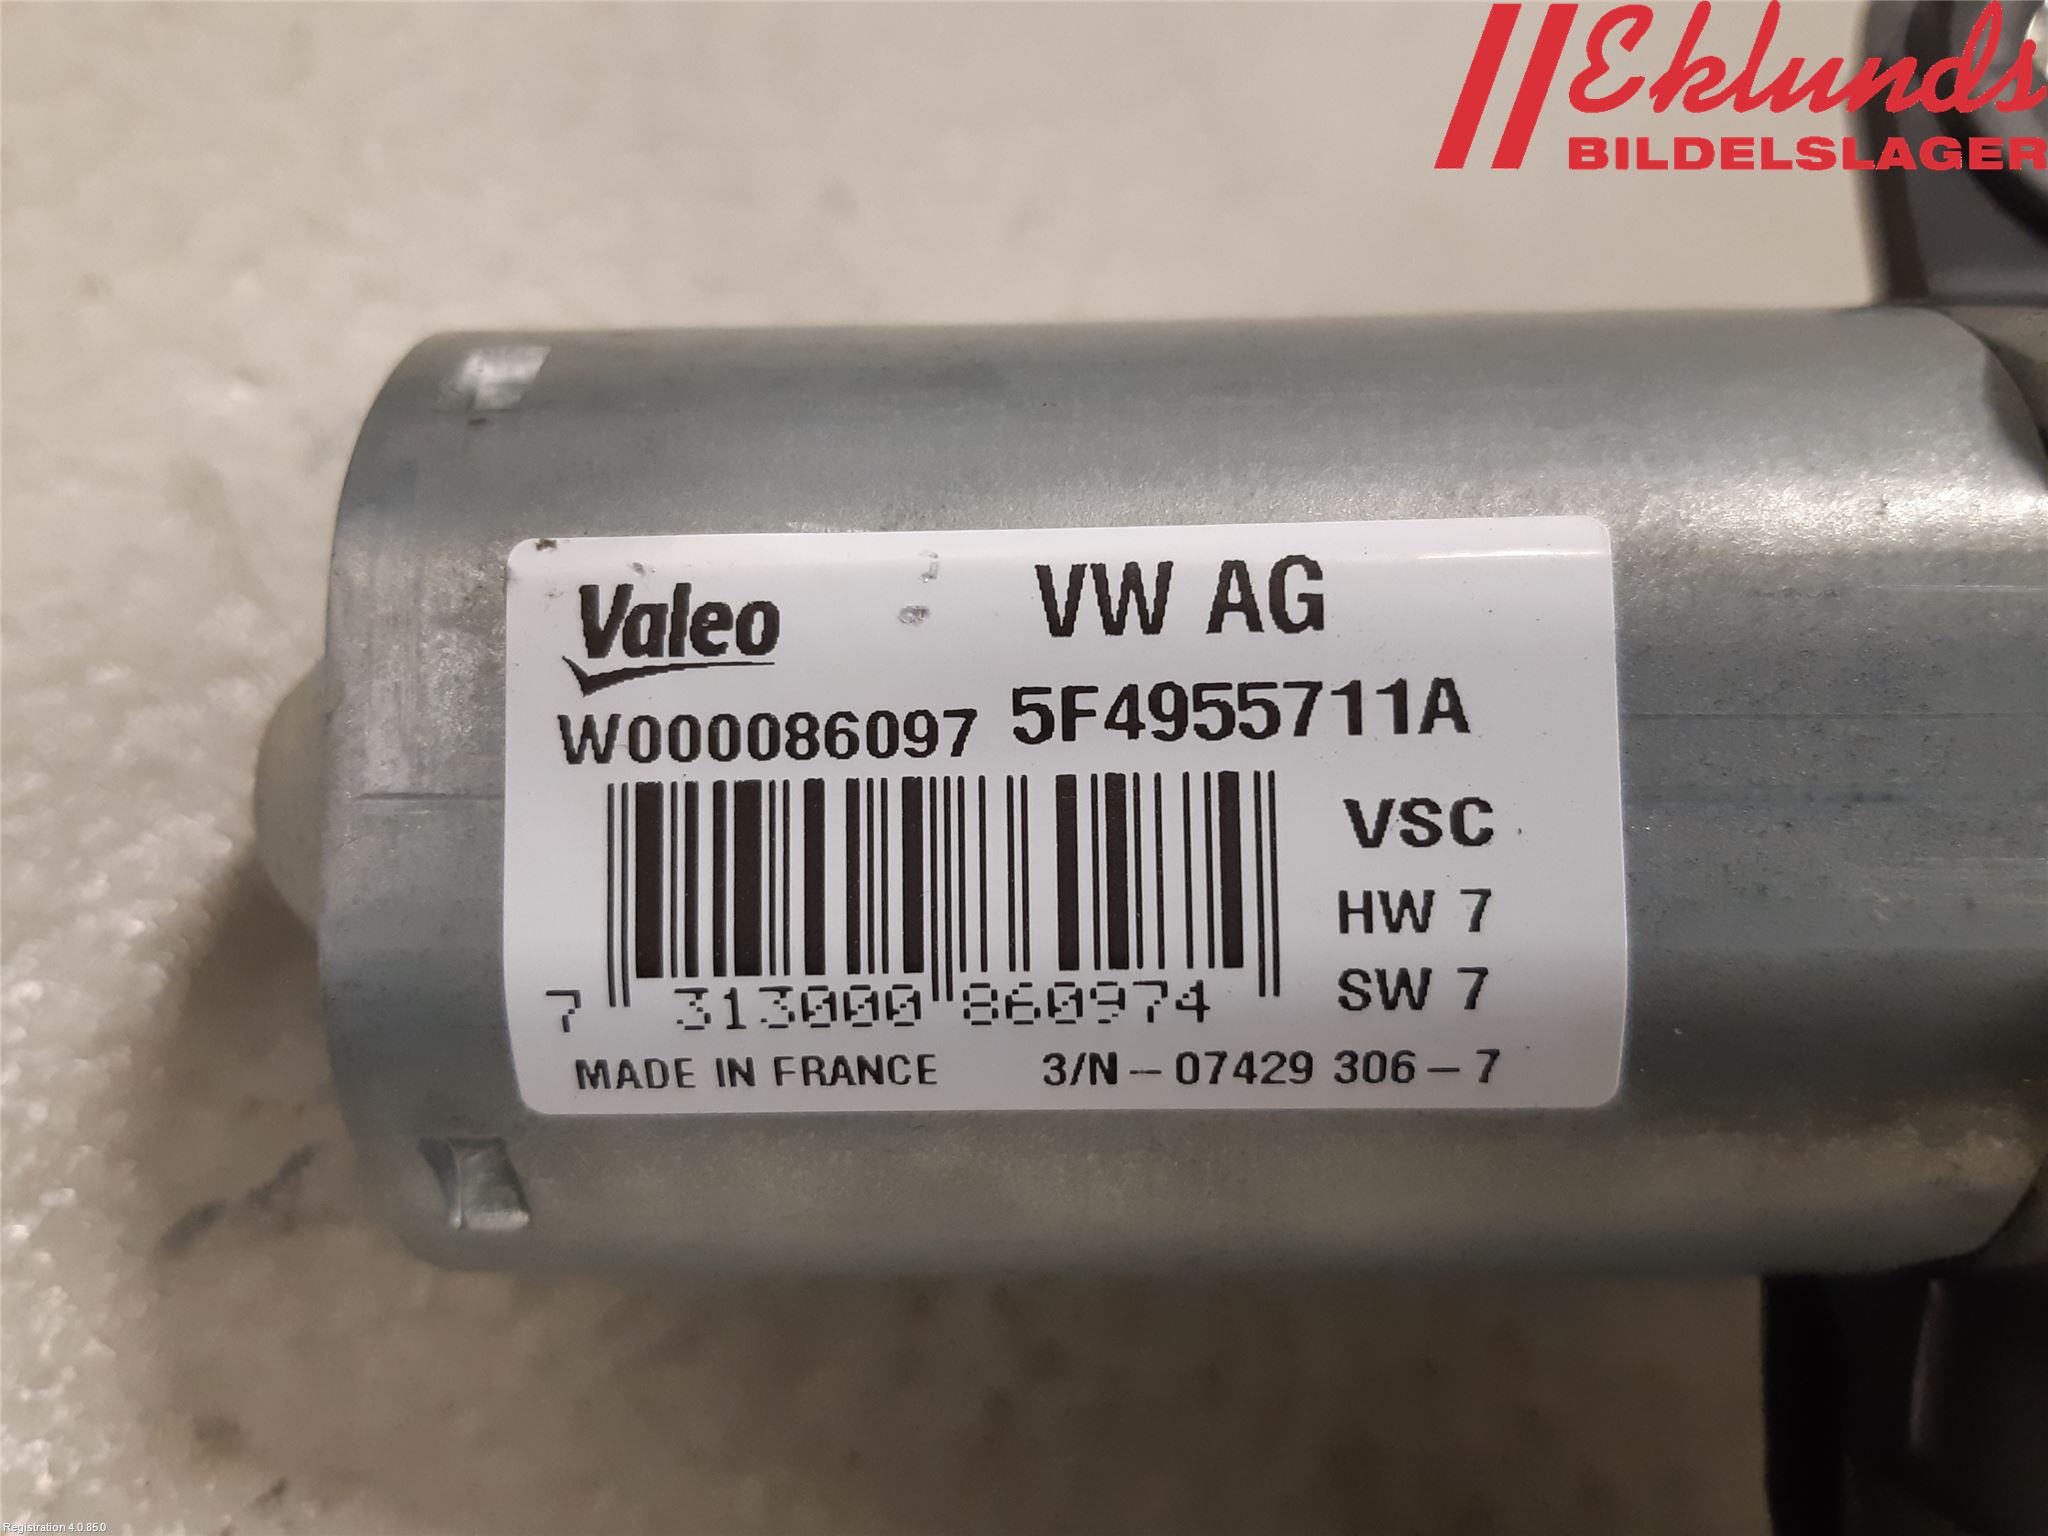 Eklunds
BILDELSLAGER
Valeo
VW AG
W000086097 5F4955711A
VSC
HW 7
SW 7
7 313000 860974
MADE IN FRANCE 3/N-07429 306-7
Registration 4.0.85.0